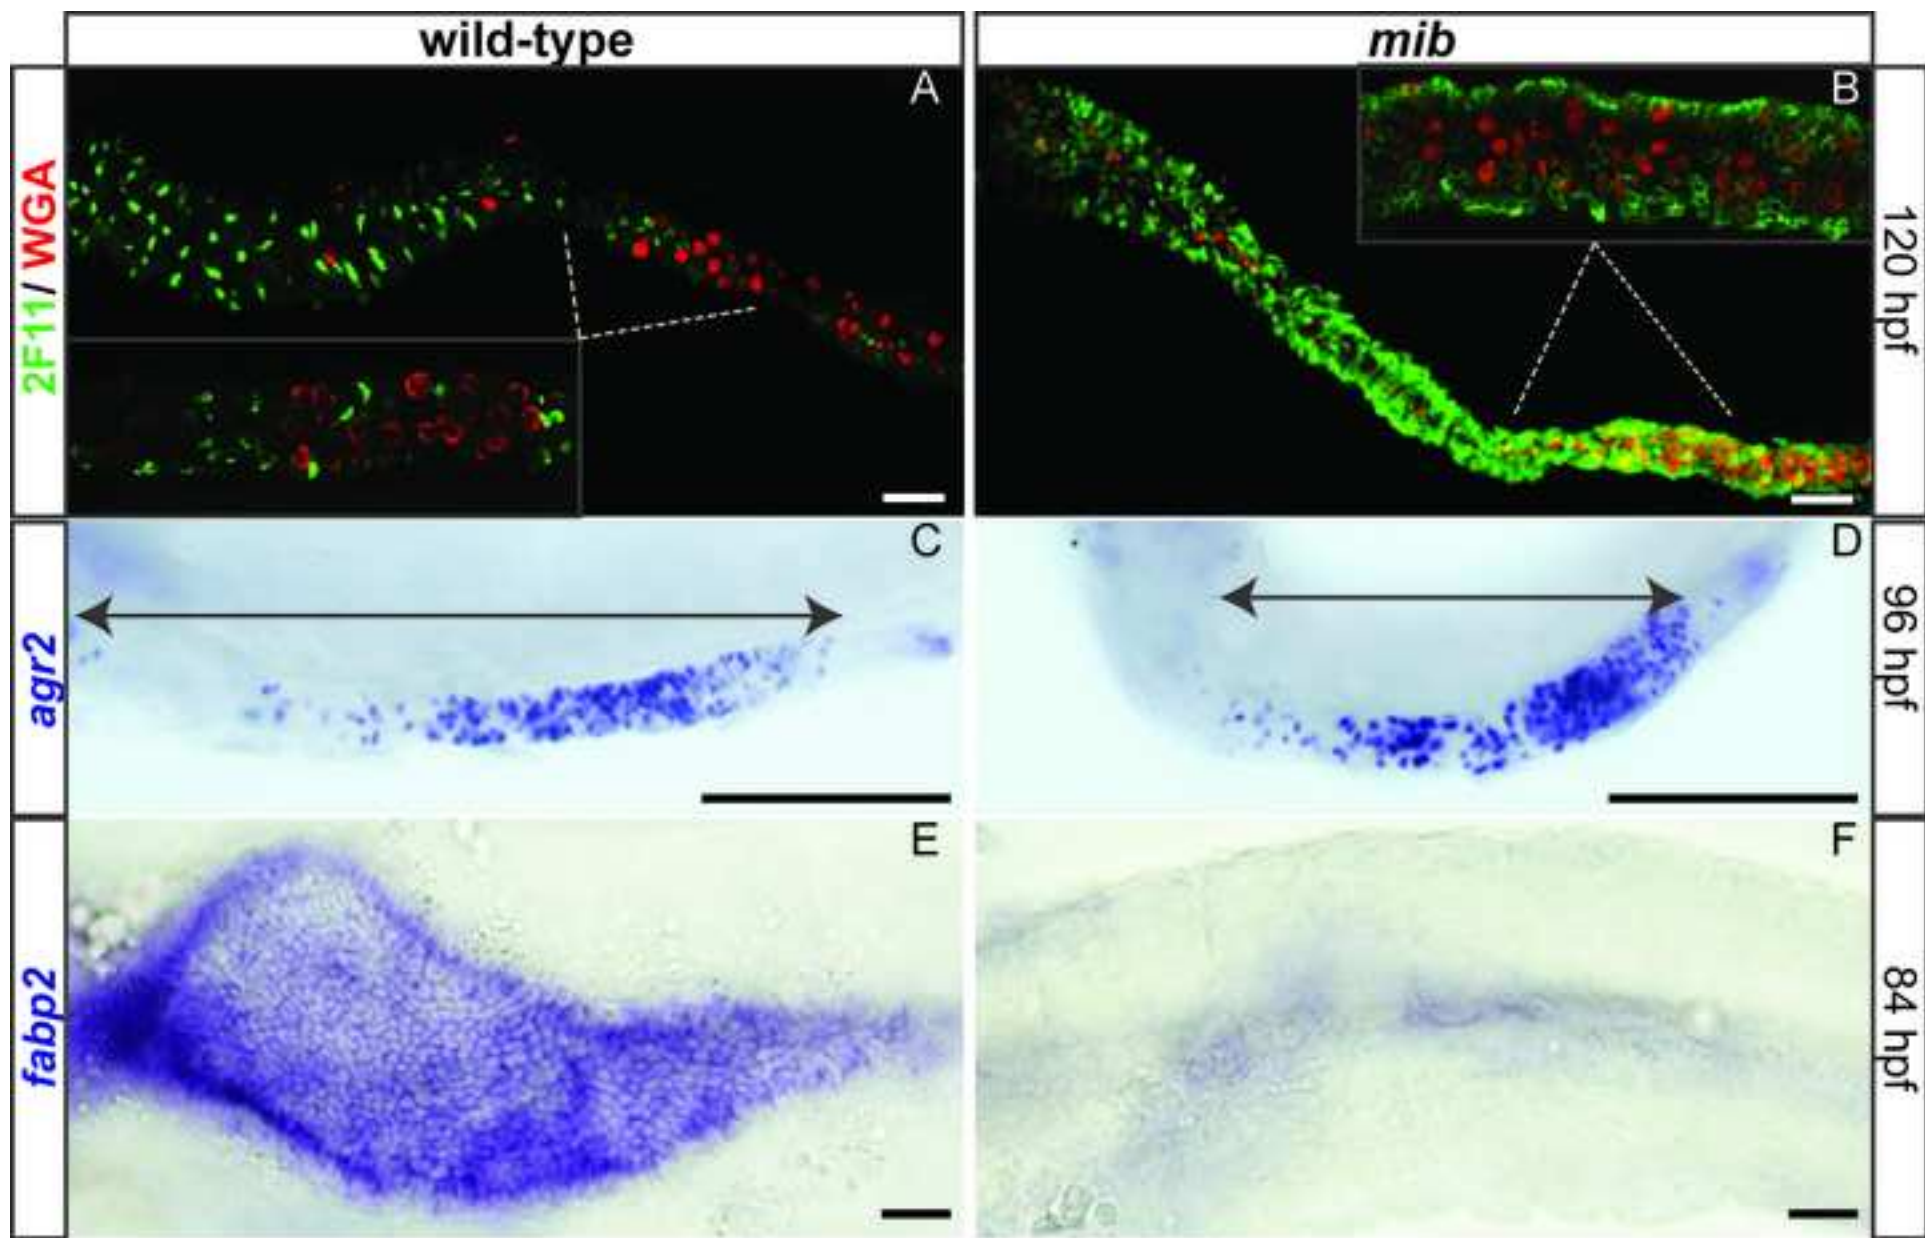 wild-type
mib
2F11/ WGA
A
B
120 hpf
agr2
C
D
96 hpf
fabp2
E
F
84 hpf